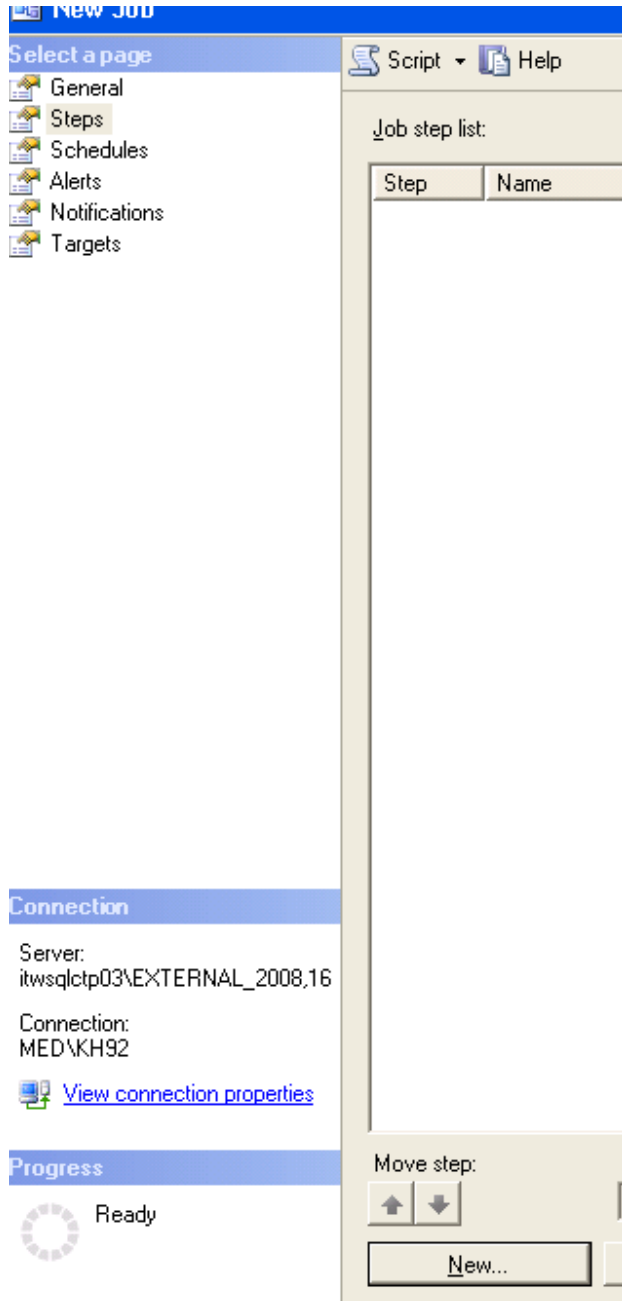 New Job
Select a page
Script Help
General
Steps
Schedules
Alerts
Notifications
Targets
Job step list:
Step Name
Connection
Server:
itwsqlctp03\EXTERNAL_2008,16
Connection:
MED\KH92
View connection properties
Progress
Ready
Move step:
New...